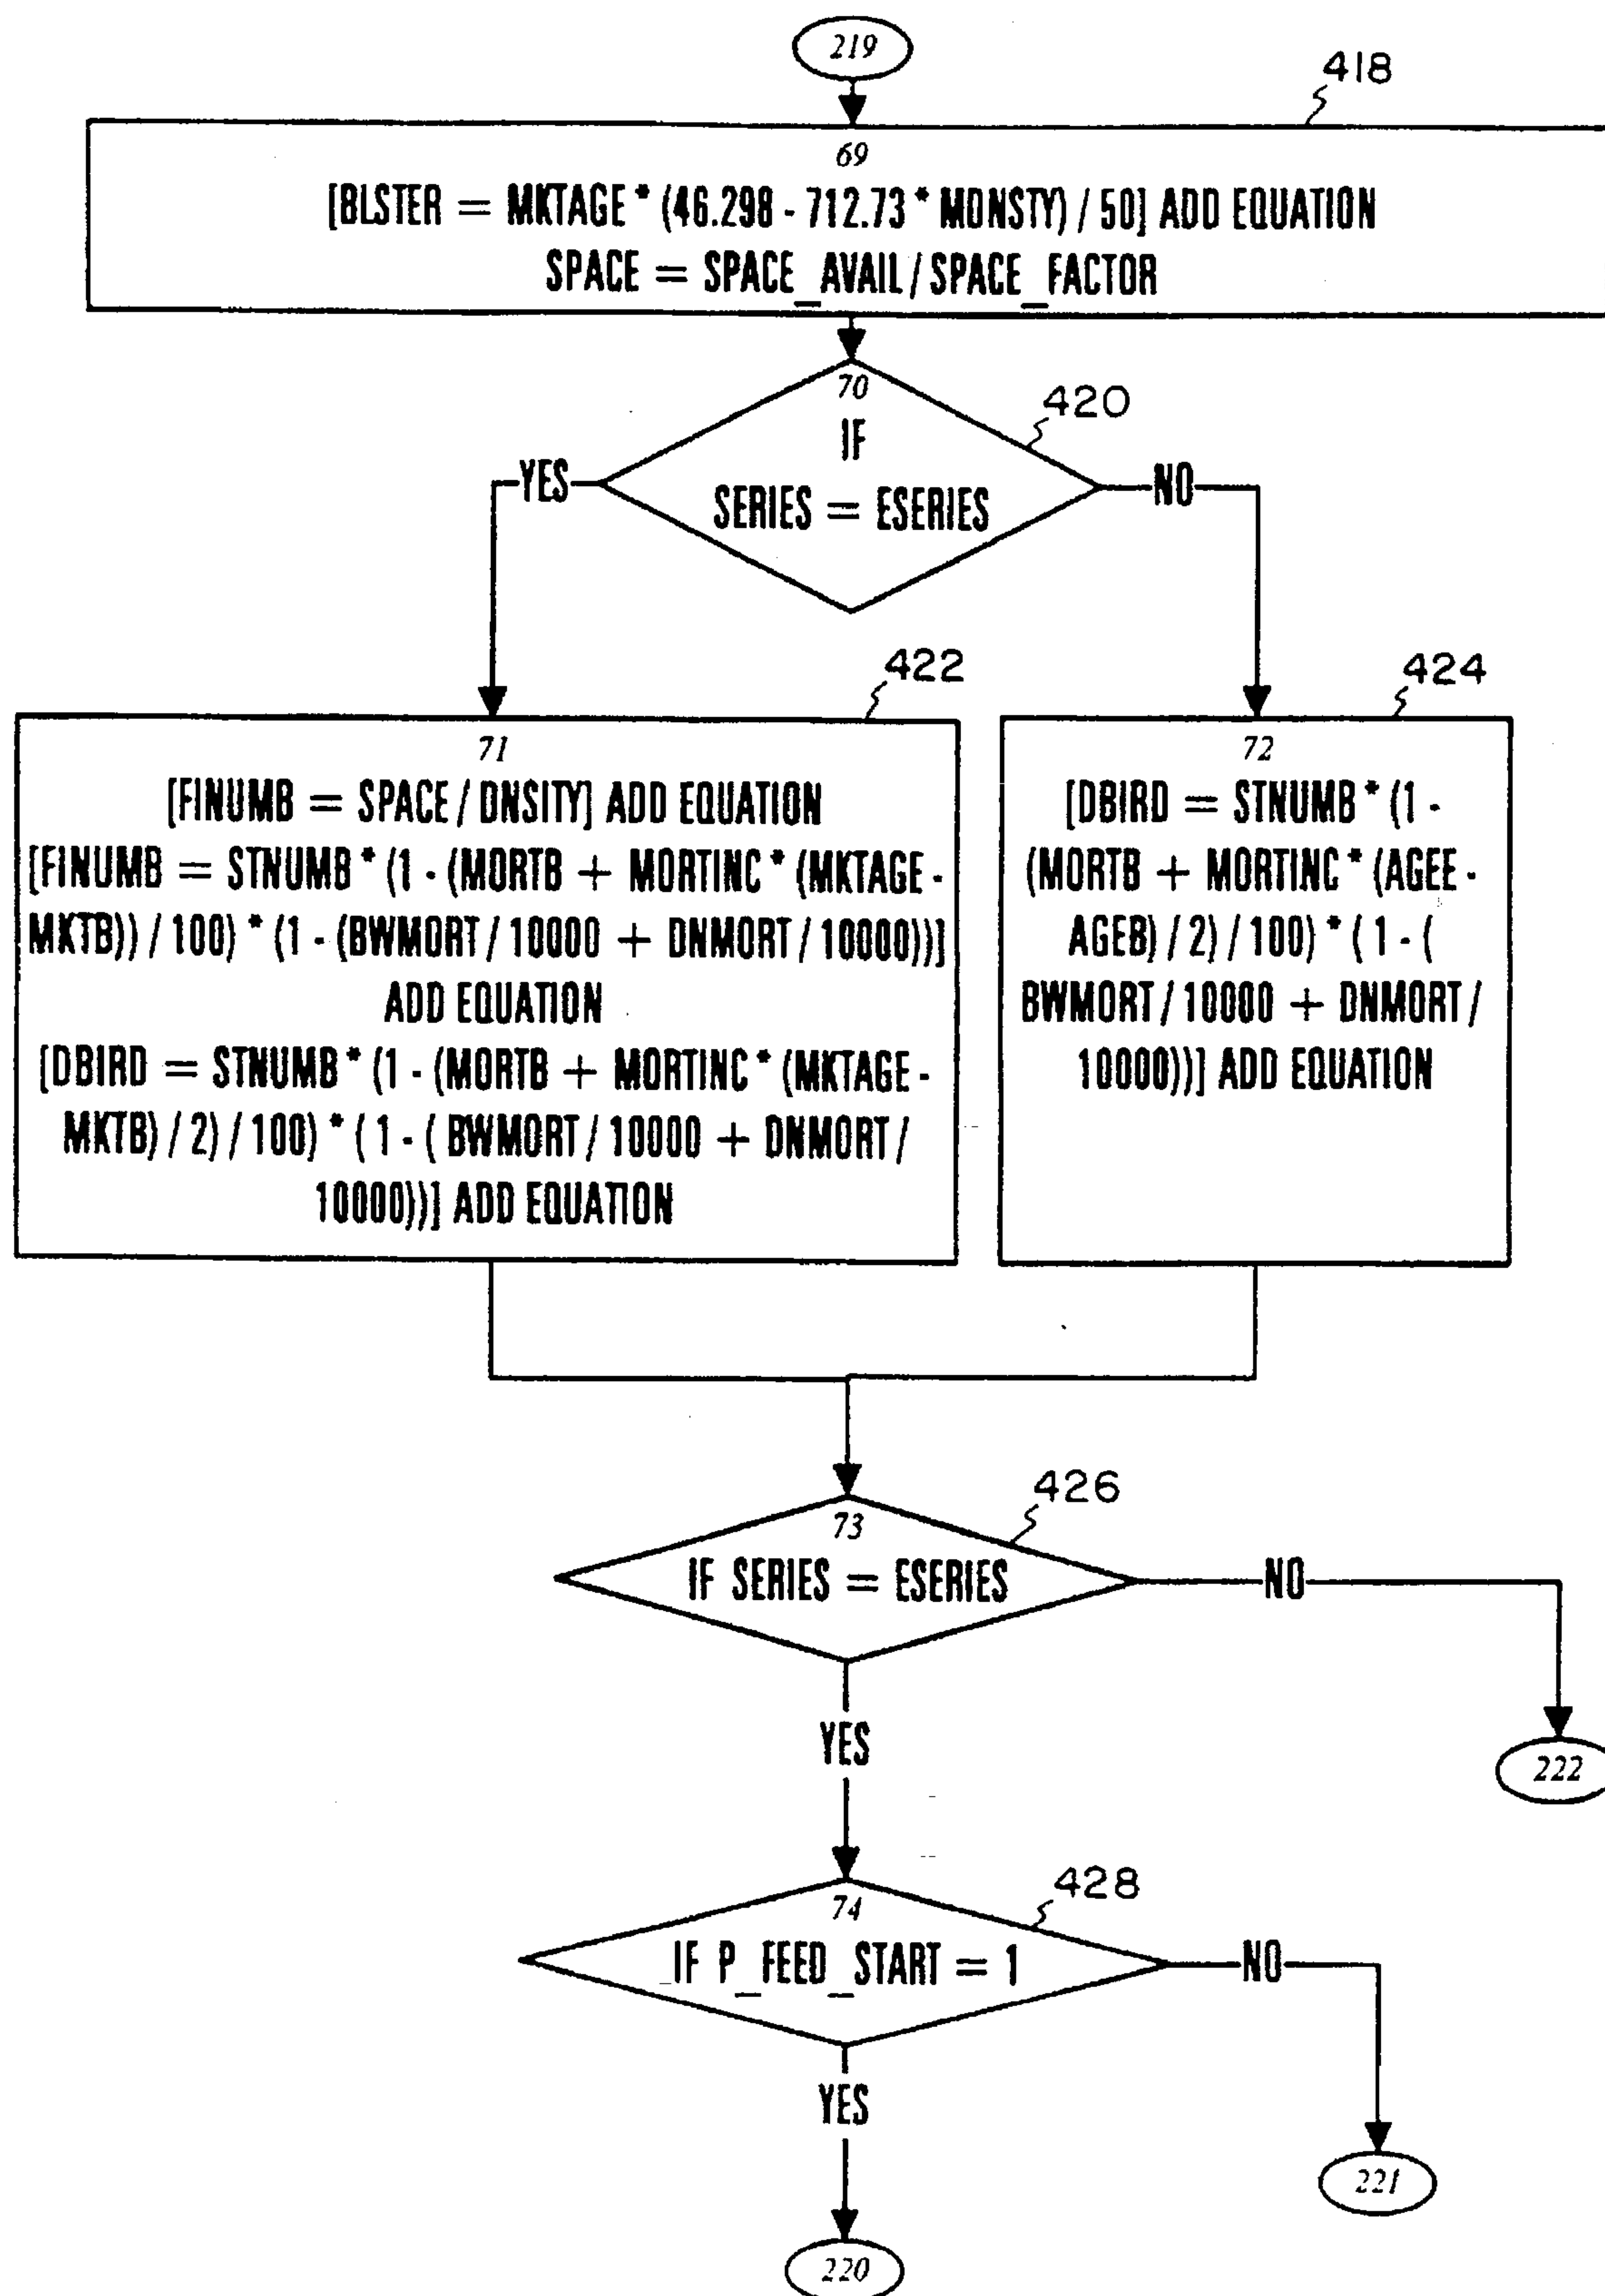 219
418
69
[BLSTER = MKTAGE * (46.298 - 712.73 * MDNSTY) / 50] ADD EQUATION
SPACE = SPACE_AVAIL / SPACE_FACTOR
70
420
IF
SERIES = ESERIES
YES
NO
422
71
[FINUMB = SPACE / DNSITY] ADD EQUATION
[FINUMB = STNUMB * (1 - (MORTB + MORTINC * (MKTAGE -
MKTB)) / 100) * (1 - (BWMORT / 10000 + DNMORT / 10000))]
ADD EQUATION
[DBIRD = STNUMB * (1 - (MORTB + MORTINC * (MKTAGE -
MKTB) / 2) / 100) * ( 1 - ( BWMORT / 10000 + DNMORT /
10000))] ADD EQUATION
424
72
[DBIRD = STNUMB * (1 -
(MORTB + MORTINC * (AGEE -
AGEB) / 2) / 100) * ( 1 - (
BWMORT / 10000 + DNMORT /
10000))] ADD EQUATION
426
73
IF SERIES = ESERIES
NO
YES
222
428
74
IF P_FEED_START = 1
NO
YES
221
220